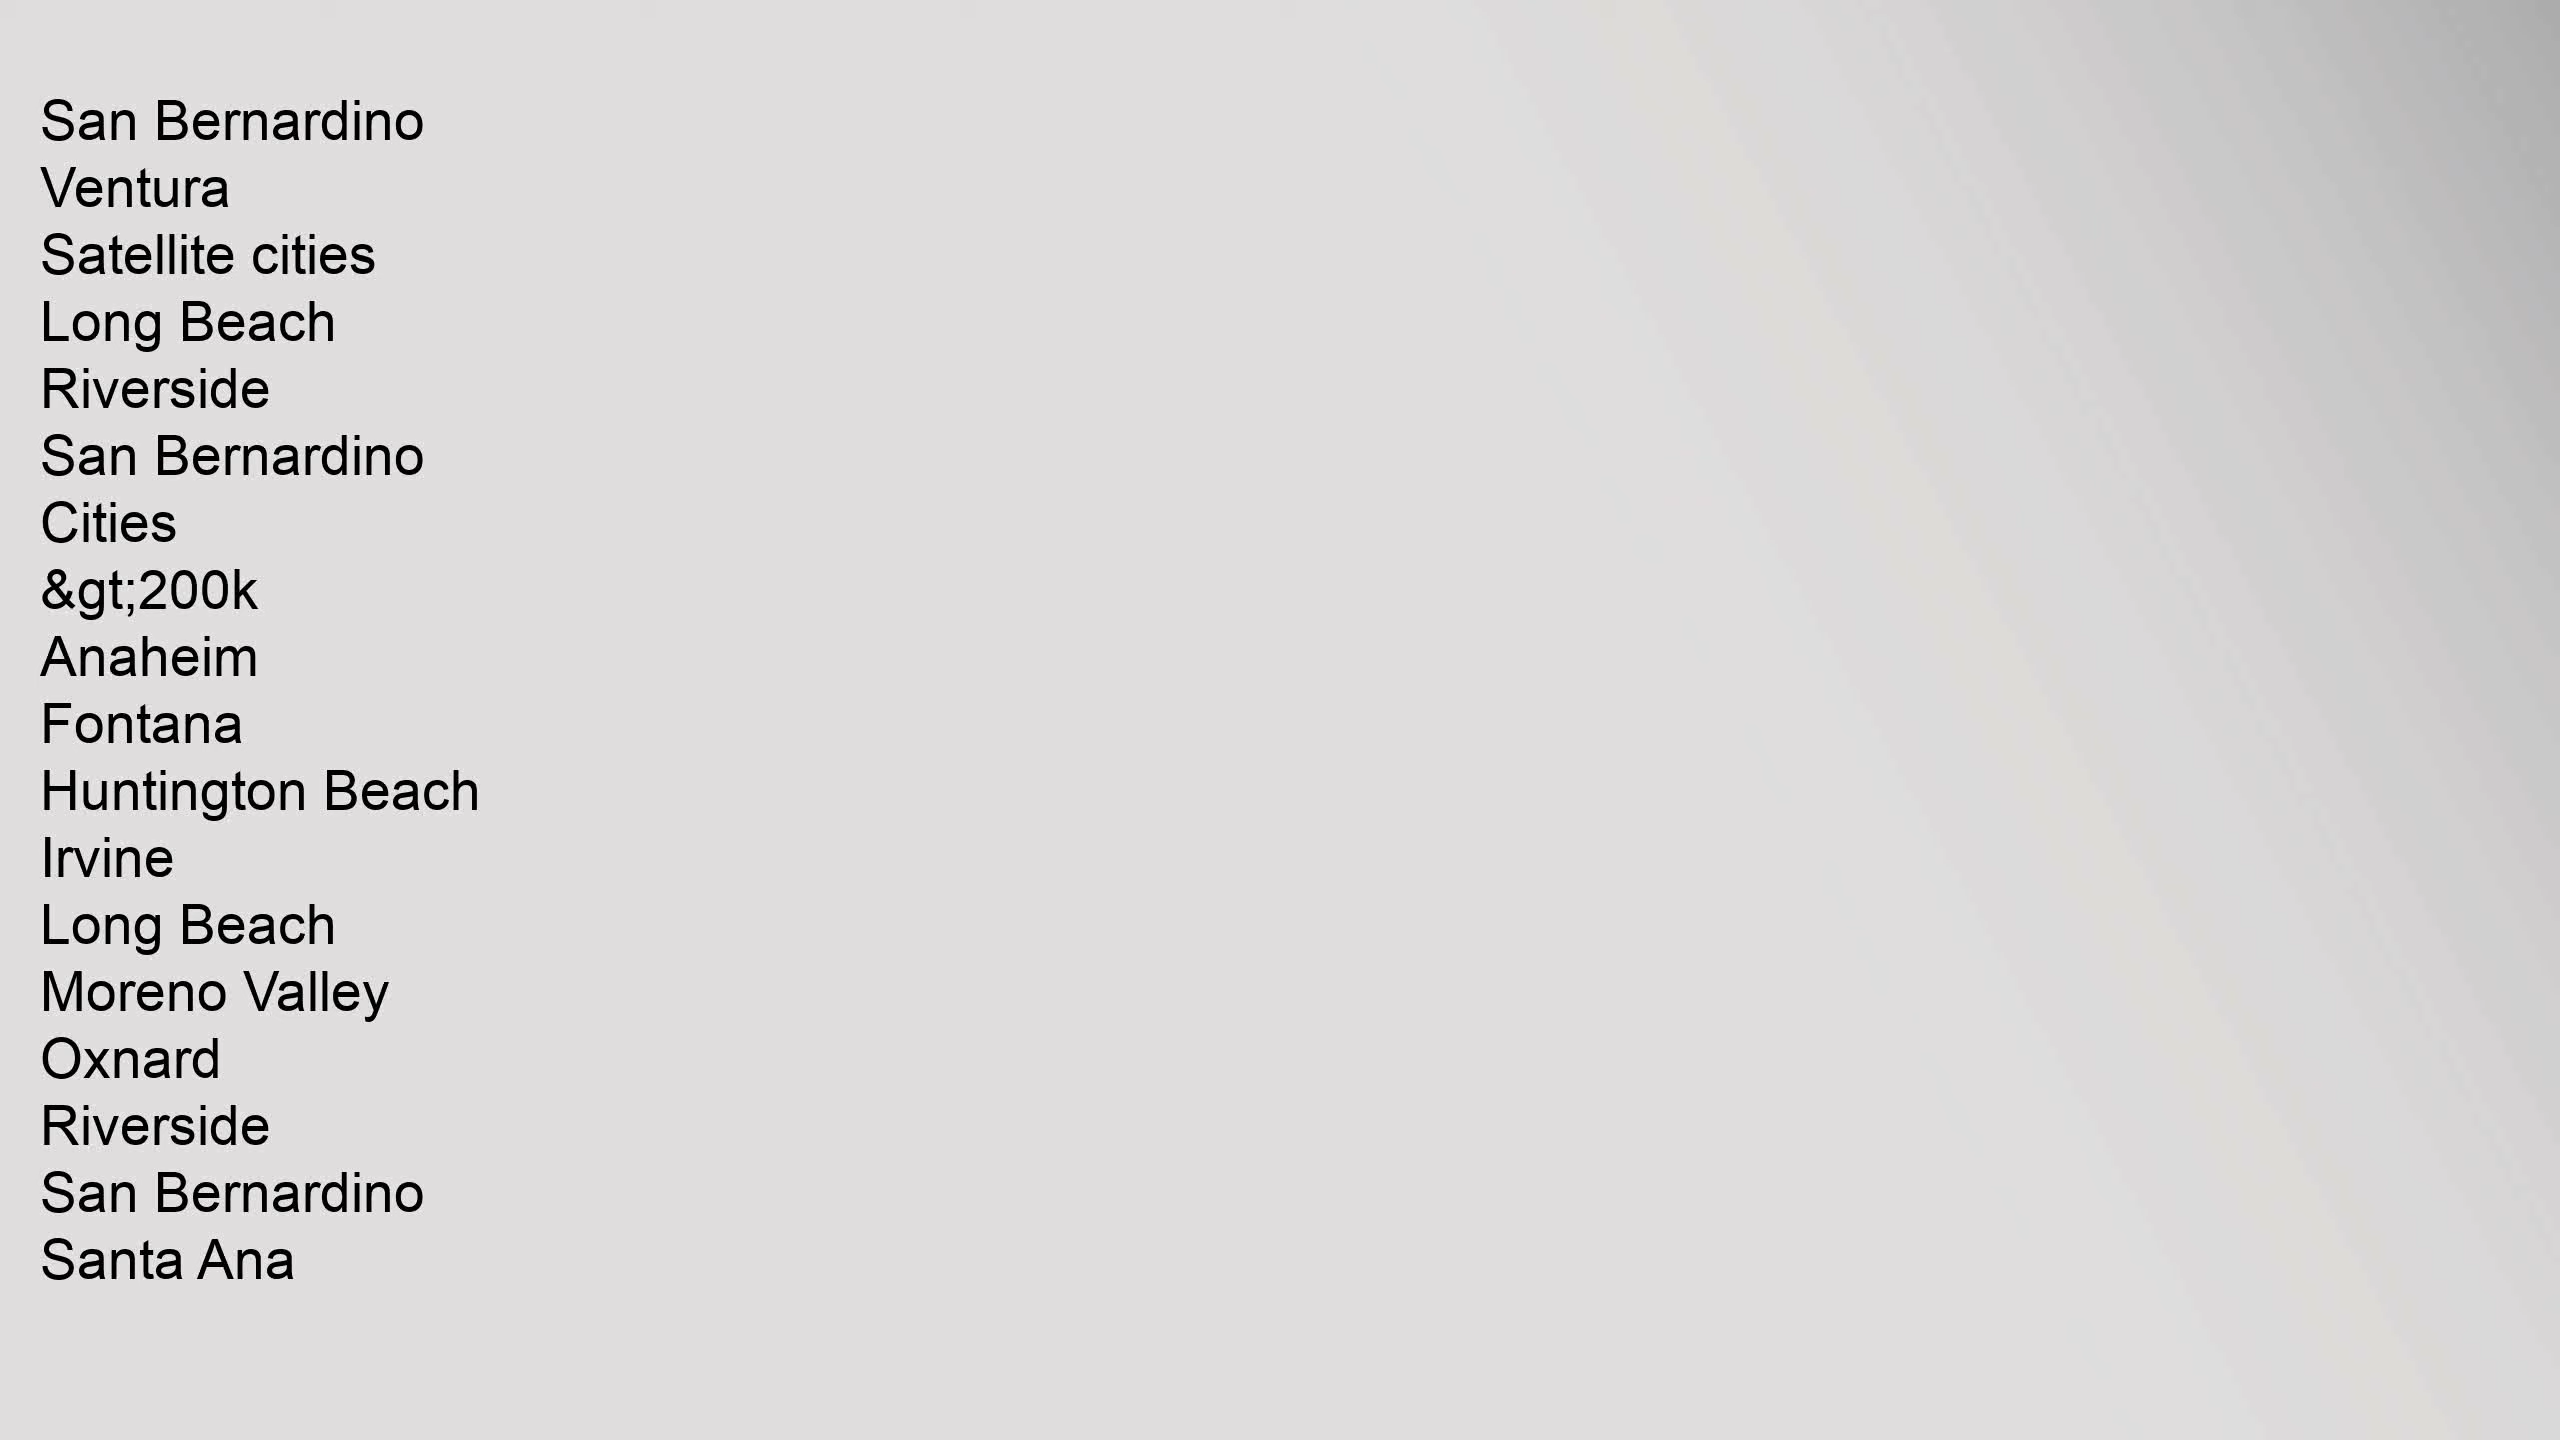 San Bernardino
Ventura
Satellite cities
Long Beach
Riverside
San Bernardino
Cities
&gt;200k
Anaheim
Fontana
Huntington Beach
Irvine
Long Beach
Moreno Valley
Oxnard
Riverside
San Bernardino
Santa Ana